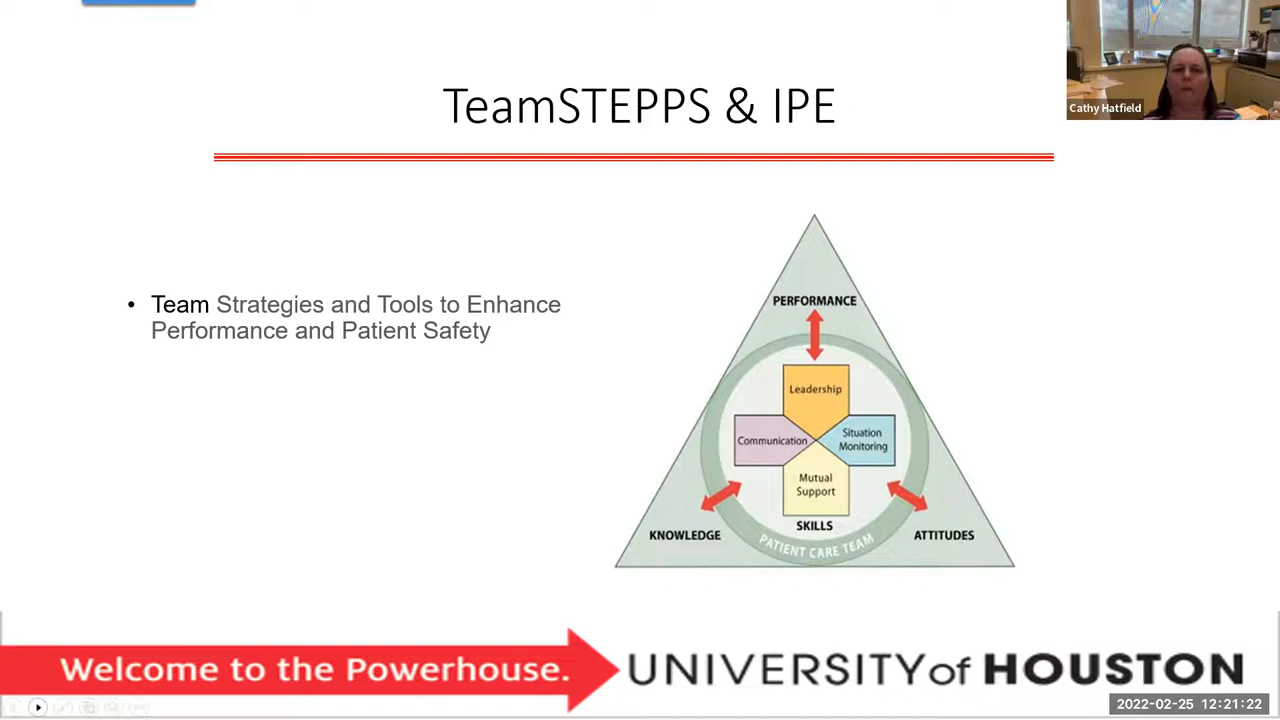 TeamSTEPPS & IPE
Cathy Hatfield
• Team Strategies and Tools to Enhance
Performance and Patient Safety
PERFORMANCE
Leadership
Communication
Situation
Monitoring
Mutual
Support
SKILLS
KNOWLEDGE
ATTITUDES
PATIENT CARE TEAM
Welcome to the Powerhouse.
UNIVERSITY of HOUSTON
2022-02-25 12:21:22